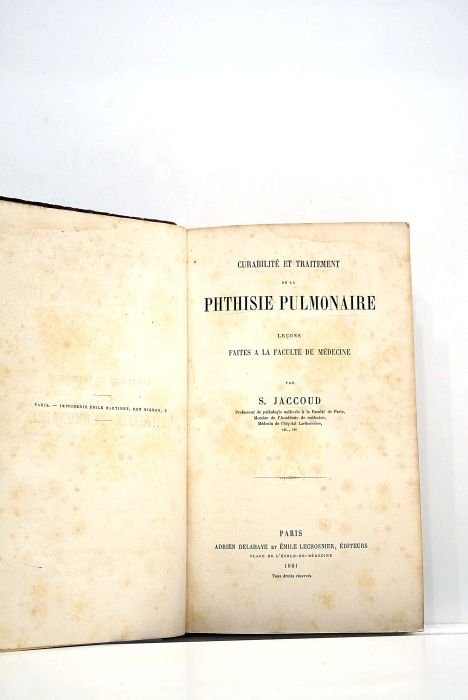 PARIS. — IMPRIMERIE ÉMILE MARTINET, RUE MIGNON, 2
CURABILITÉ ET TRAITEMENT
DE LA
PHTHISIE PULMONAIRE
LEÇONS
FAITES A LA FACULTÉ DE MÉDECINE
PAR
S. JACCOUD
Professeur de pathologie médicale à la Faculté de Paris,
Membre de l'Académie de médecine,
Médecin de l'hôpital Lariboisière,
etc., etc
PARIS
ADRIEN DELAHAYE ET ÉMILE LECROSNIER, ÉDITEURS
PLACE DE L'ÉCOLE-DE-MÉDECINE
1881
Tous droits réservés